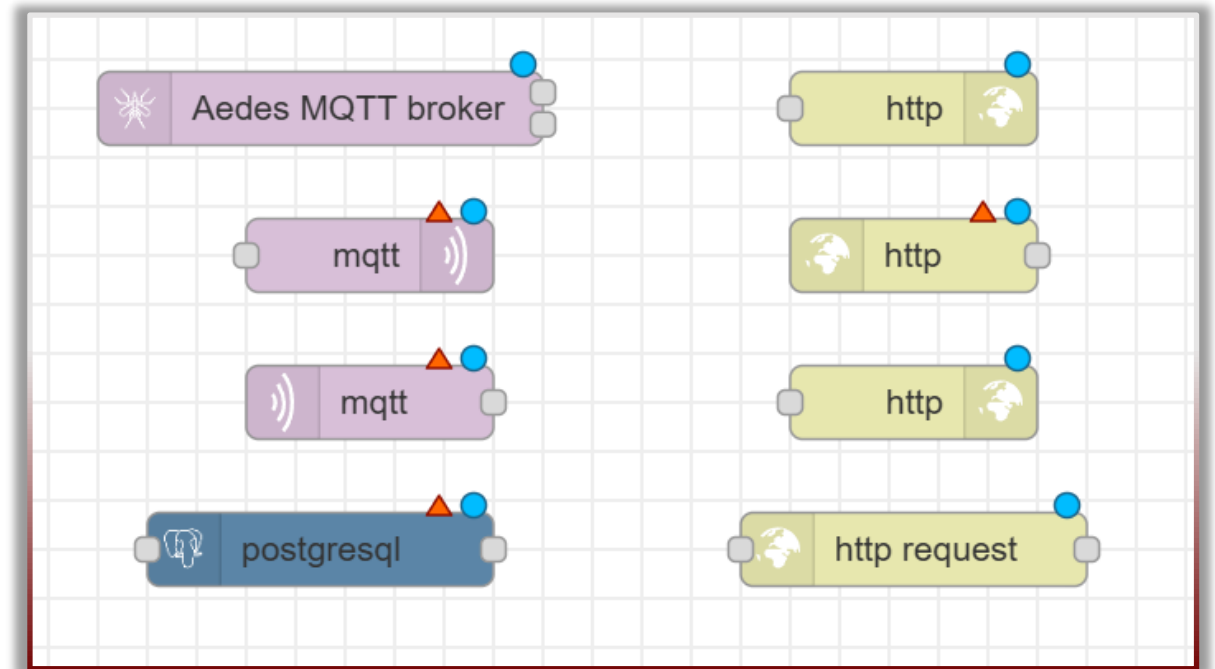 Aedes MQTT broker
http
mqtt
http
mqtt
http
postgresql
http request